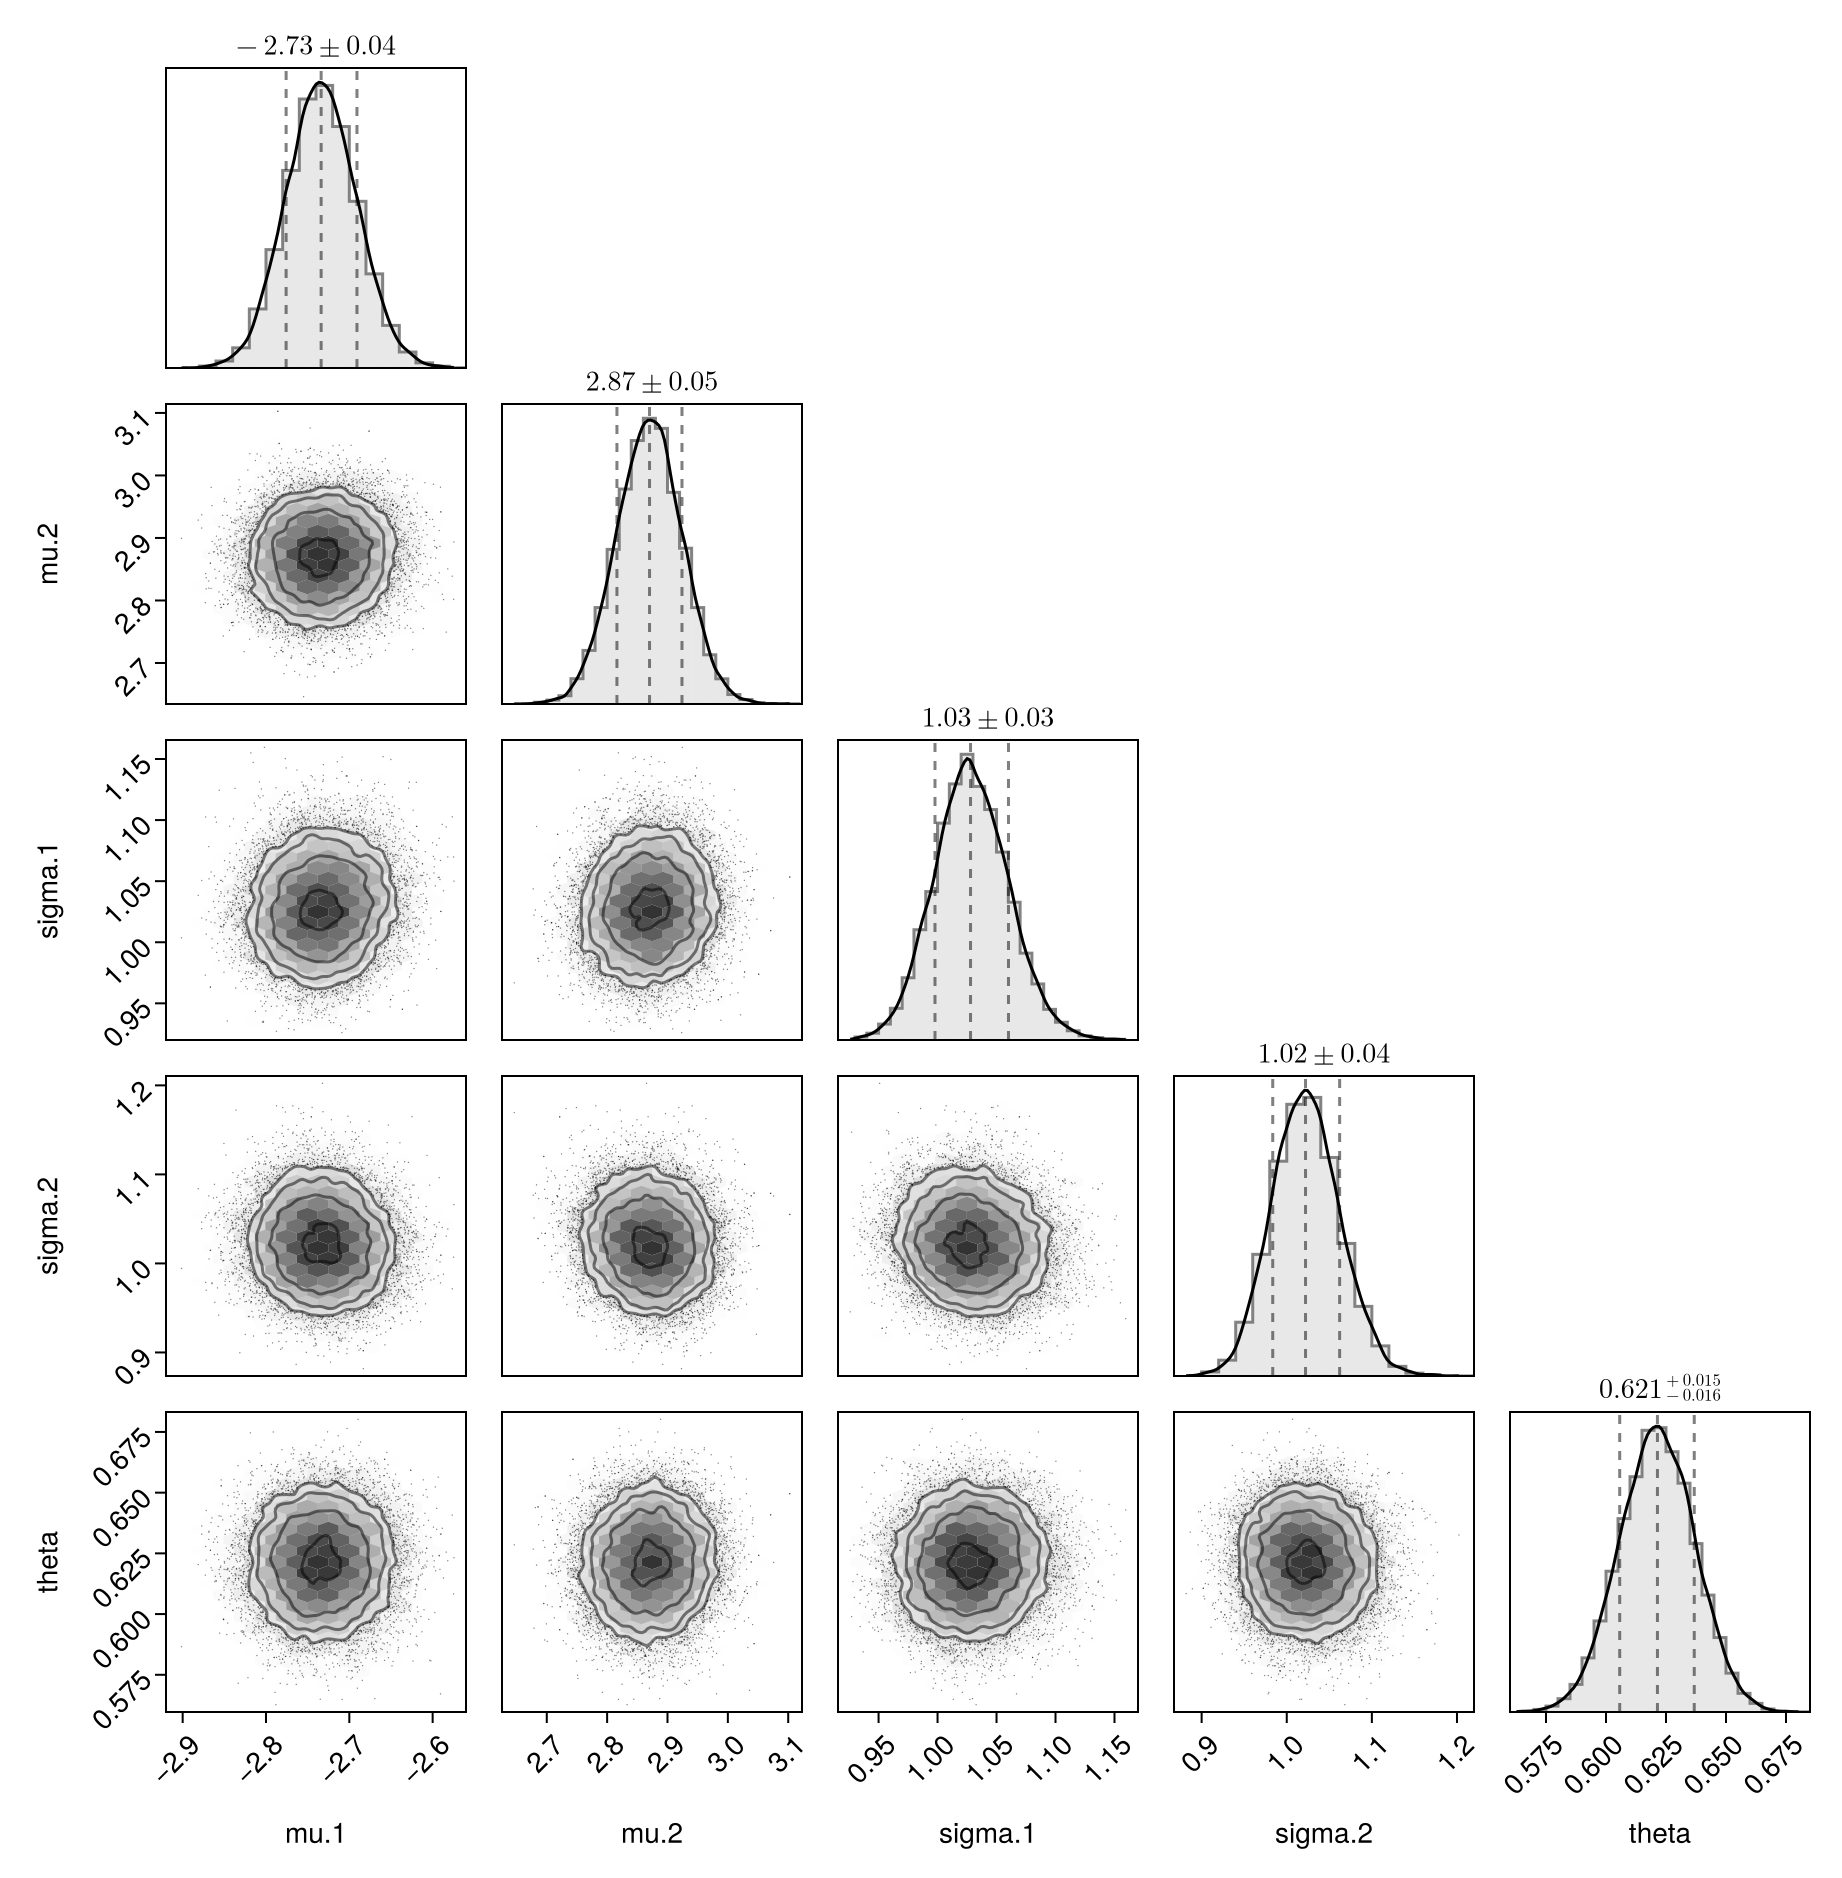 − 2.73 ± 0.04
2.87 ± 0.05
3.1
3.0
2.9
2.8
2.7
mu.2
1.03 ± 0.03
1.15
1.10
1.05
1.00
0.95
sigma.1
1.02 ± 0.04
1.2
1.1
1.0
0.9
sigma.2
0.621 + 0.015 − 0.016
0.675
0.650
0.625
0.600
0.575
theta
−2.9 −2.8 −2.7 −2.6
2.7 2.8 2.9 3.0 3.1
0.95 1.00 1.05 1.10 1.15
0.9 1.0 1.1 1.2
0.575 0.600 0.625 0.650 0.675
mu.1 mu.2 sigma.1 sigma.2 theta